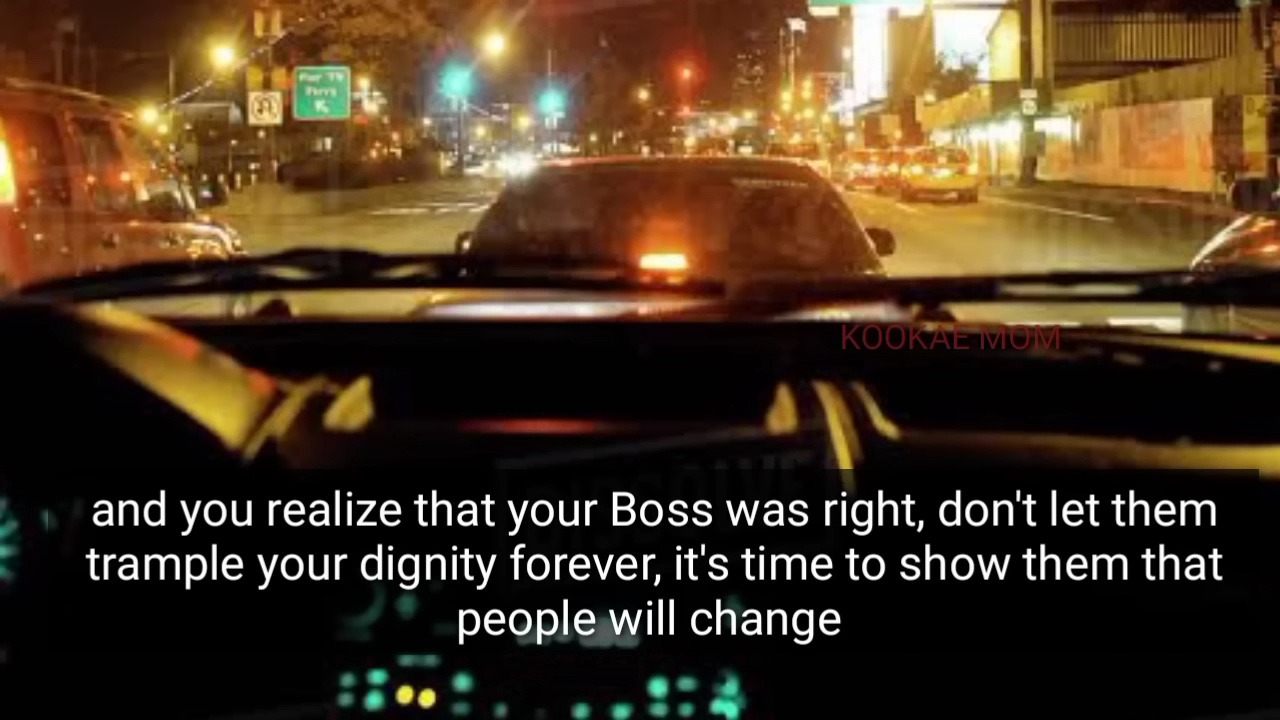 KOOKAE MOM
and you realize that your Boss was right, don't let them
trample your dignity forever, it's time to show them that
people will change